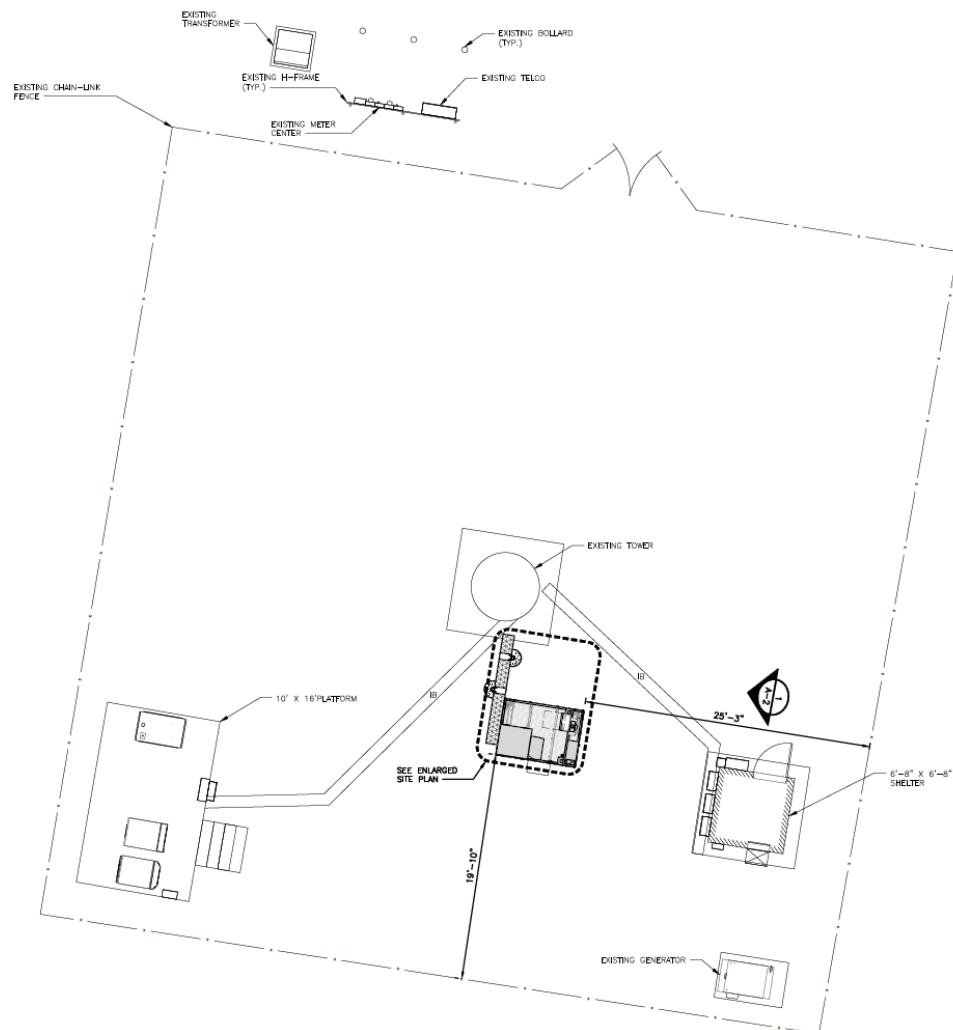 EXISTING
TRANSFORMER
EXISTING BOLLARD
(TYP.)
EXISTING H-FRAME
(TYP.)
EXISTING TELCO
EXISTING CHAIN-LINK
FENCE
EXISTING METER
CENTER
EXISTING TOWER
IB
IB
10' X 16'PLATFORM
1
A-2
25'-3"
SEE ENLARGED
SITE PLAN
6'-8" X 6'-8"
SHELTER
19'-10"
EXISTING GENERATOR